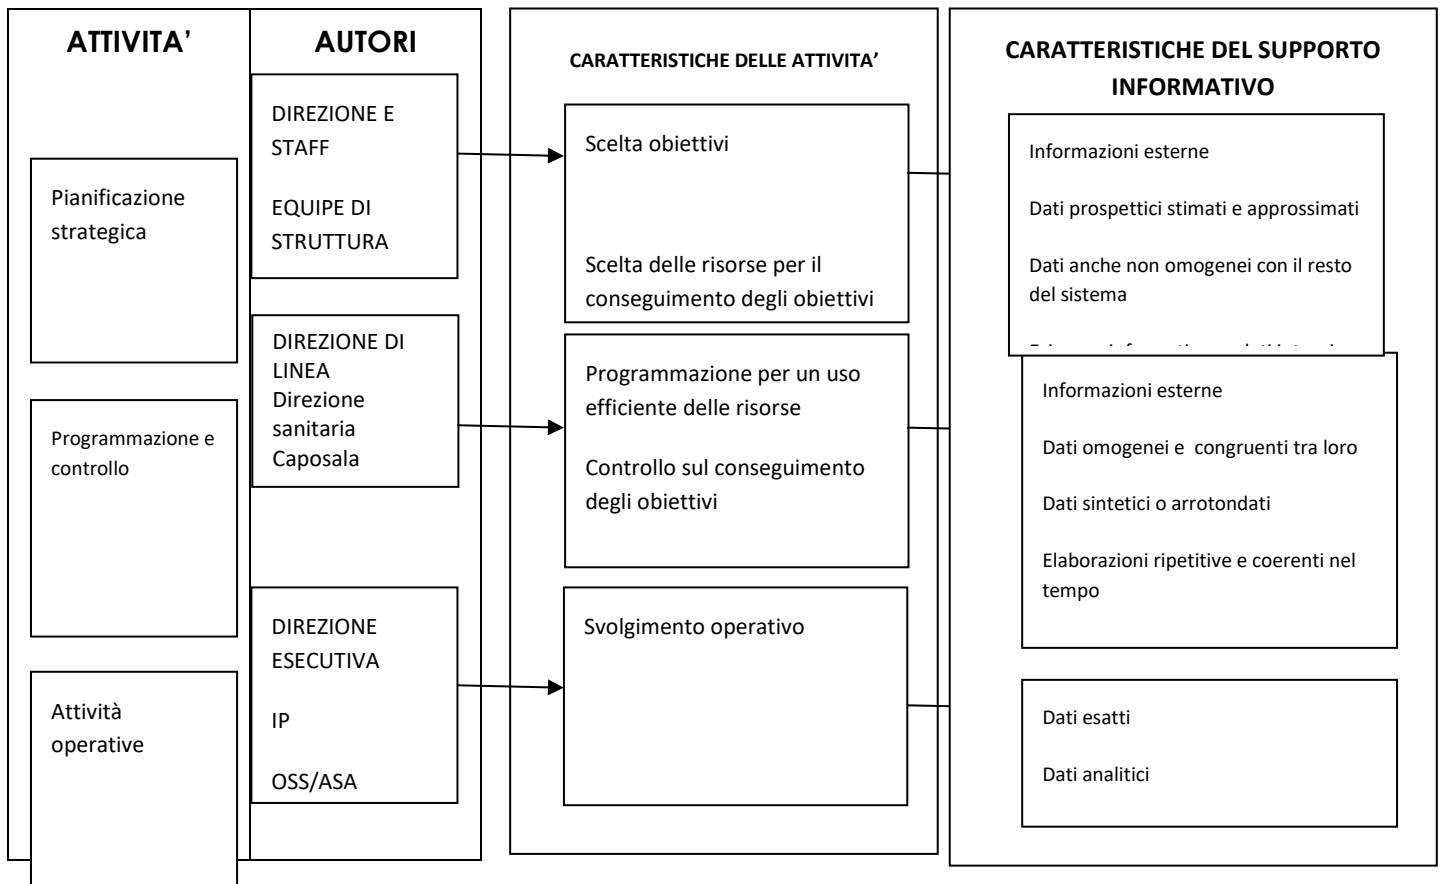 ATTIVITA’
Pianificazione
strategica
Programmazione e
controllo
Attività
operative
AUTORI
DIREZIONE E
STAFF
EQUIPE DI
STRUTTURA
DIREZIONE DI
LINEA
Direzione
sanitaria
Caposala
DIREZIONE
ESECUTIVA
IP
OSS/ASA
CARATTERISTICHE DELLE ATTIVITA’
Scelta obiettivi
Scelta delle risorse per il
conseguimento degli obiettivi
Programmazione per un uso
efficiente delle risorse
Controllo sul conseguimento
degli obiettivi
Svolgimento operativo
CARATTERISTICHE DEL SUPPORTO
INFORMATIVO
Informazioni esterne
Dati prospettici stimati e approssimati
Dati anche non omogenei con il resto
del sistema
Informazioni esterne
Dati omogenei e congruenti tra loro
Dati sintetici o arrotondati
Elaborazioni ripetitive e coerenti nel
tempo
Dati esatti
Dati analitici